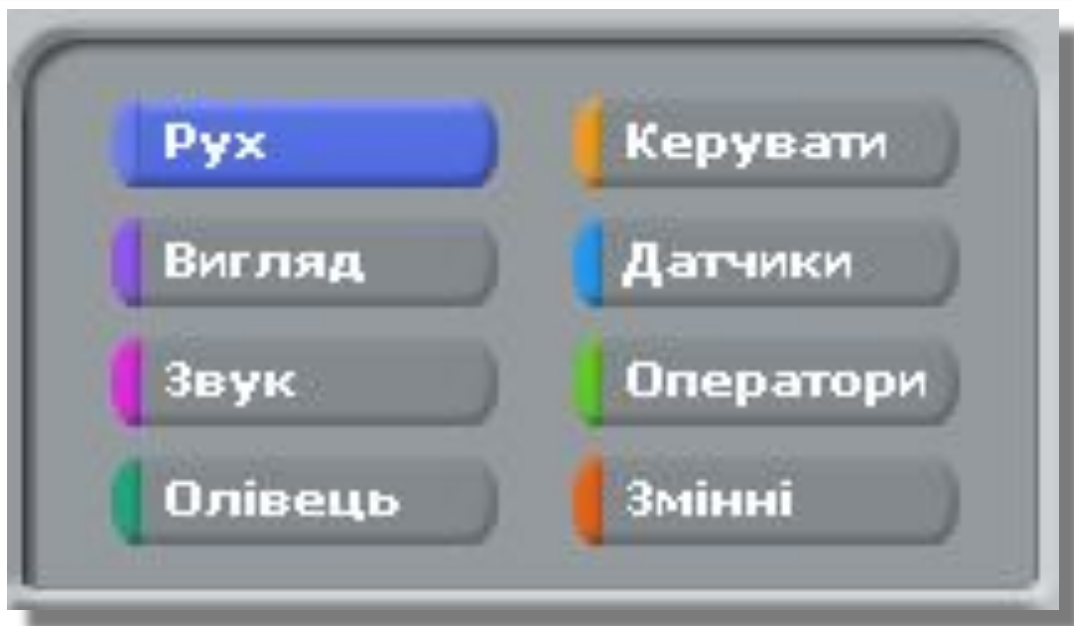 Рух
Керувати
Вигляд
Датчики
Звук
Оператори
Олівець
Змінні